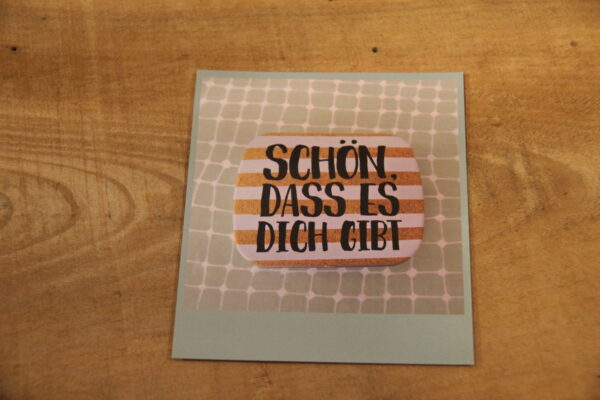 SCHÖN,
DASS ES
DICH GIBT